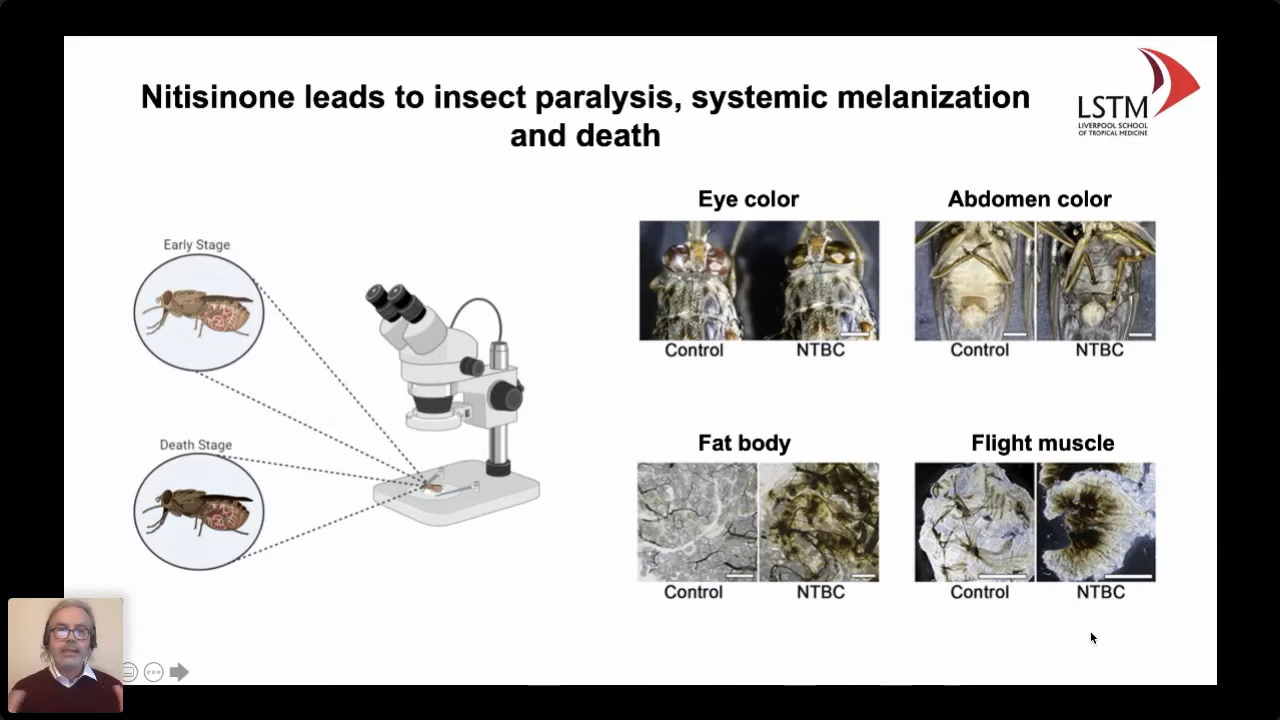 Nitisinone leads to insect paralysis, systemic melanization
and death
LSTM
LIVERPOOL SCHOOL
OF TROPICAL MEDICINE
Early Stage
Death Stage
Eye color
Control
NTBC
Abdomen color
Control
NTBC
Fat body
Control
NTBC
Flight muscle
Control
NTBC